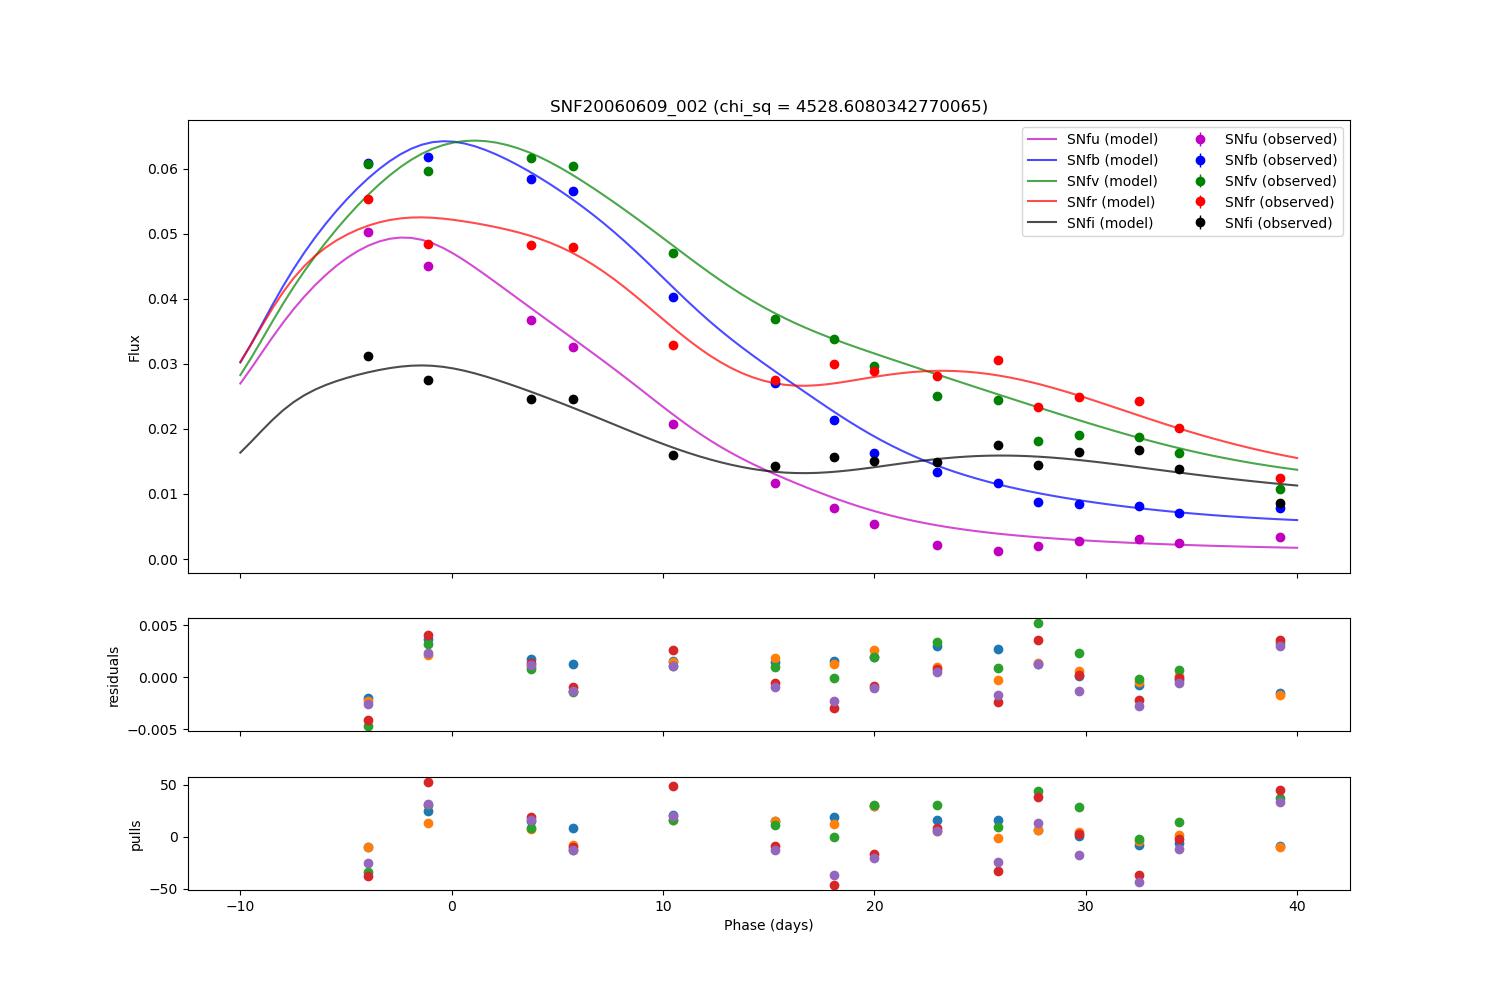 SNF20060609_002 (chi_sq = 4528.6080342770065)
SNfu (model) SNfu (observed)
SNfb (model) SNfb (observed)
SNfv (model) SNfv (observed)
SNfr (model) SNfr (observed)
SNfi (model) SNfi (observed)
Flux
0.06
0.05
0.04
0.03
0.02
0.01
0.00
residuals
0.005
0.000
−0.005
pulls
50
0
−50
−10 0 10 20 30 40
Phase (days)